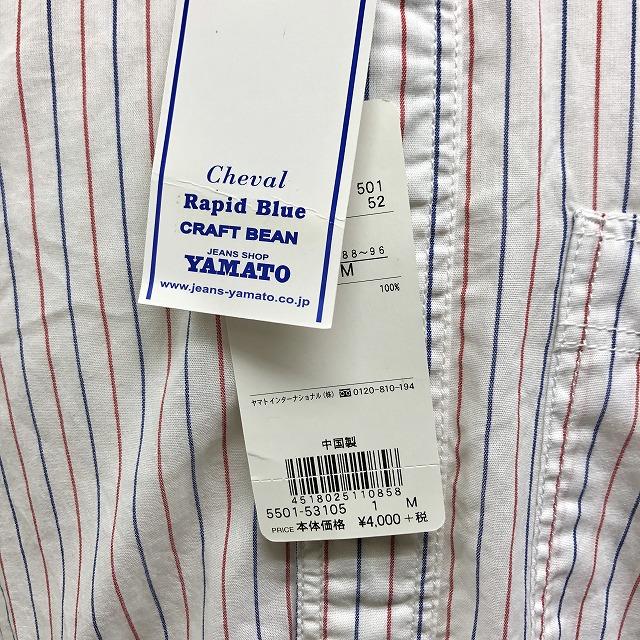 Cheval
Rapid Blue
CRAFT BEAN
JEANS SHOP
YAMATO
www.jeans-yamato.co.jp
501
52
88～96
M
100%
ヤマトインターナショナル(株) 0120-810-194
中国製
4518025110858
5501-53105 1 M
PRICE 本体価格 ¥4,000+税